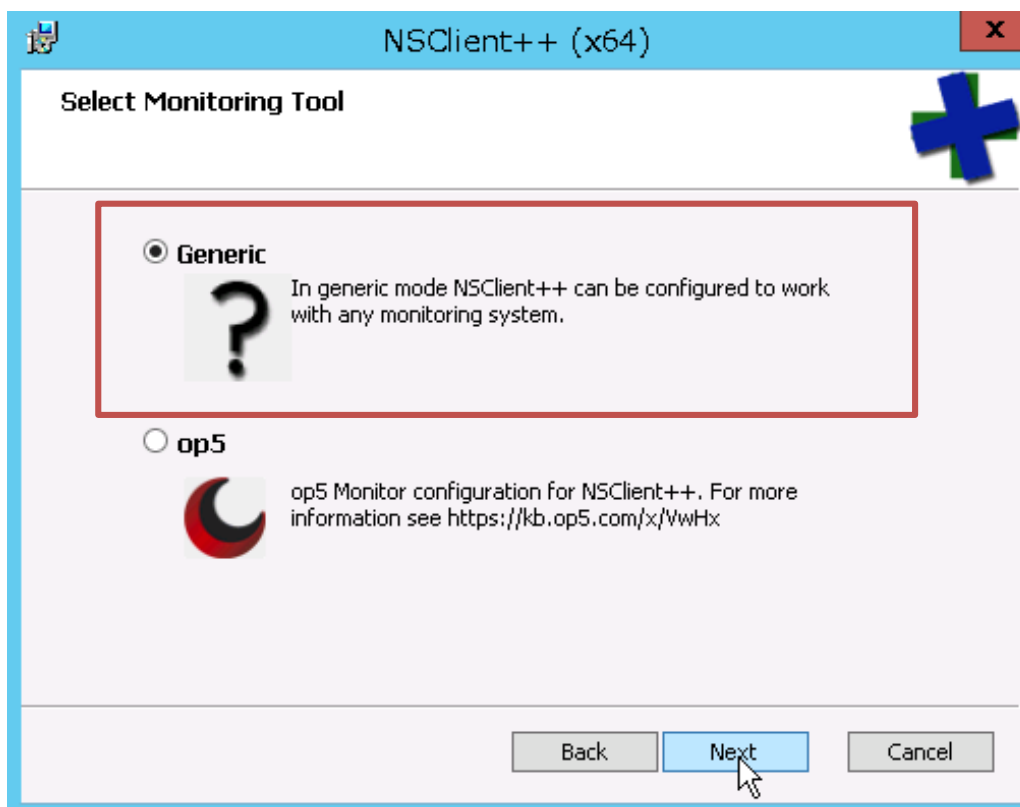 NSClient++ (x64)
x
Select Monitoring Tool
Generic
In generic mode NSClient++ can be configured to work
with any monitoring system.
?
op5
op5 Monitor configuration for NSClient++. For more
information see https://kb.op5.com/x/VwHx
Back Next Cancel